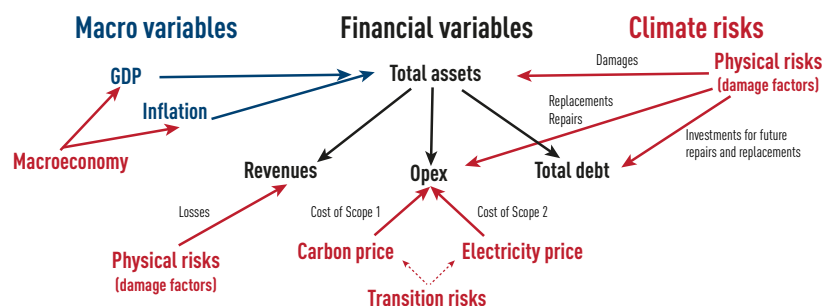 Macro variables
Financial variables
Climate risks
GDP
Total assets
Damages
Physical risks
(damage factors)
Inflation
Replacements
Repairs
Investments for future
repairs and replacements
Macroeconomy
Revenues
Opex
Total debt
Losses
Cost of Scope 1
Cost of Scope 2
Physical risks
(damage factors)
Carbon price
Electricity price
Transition risks